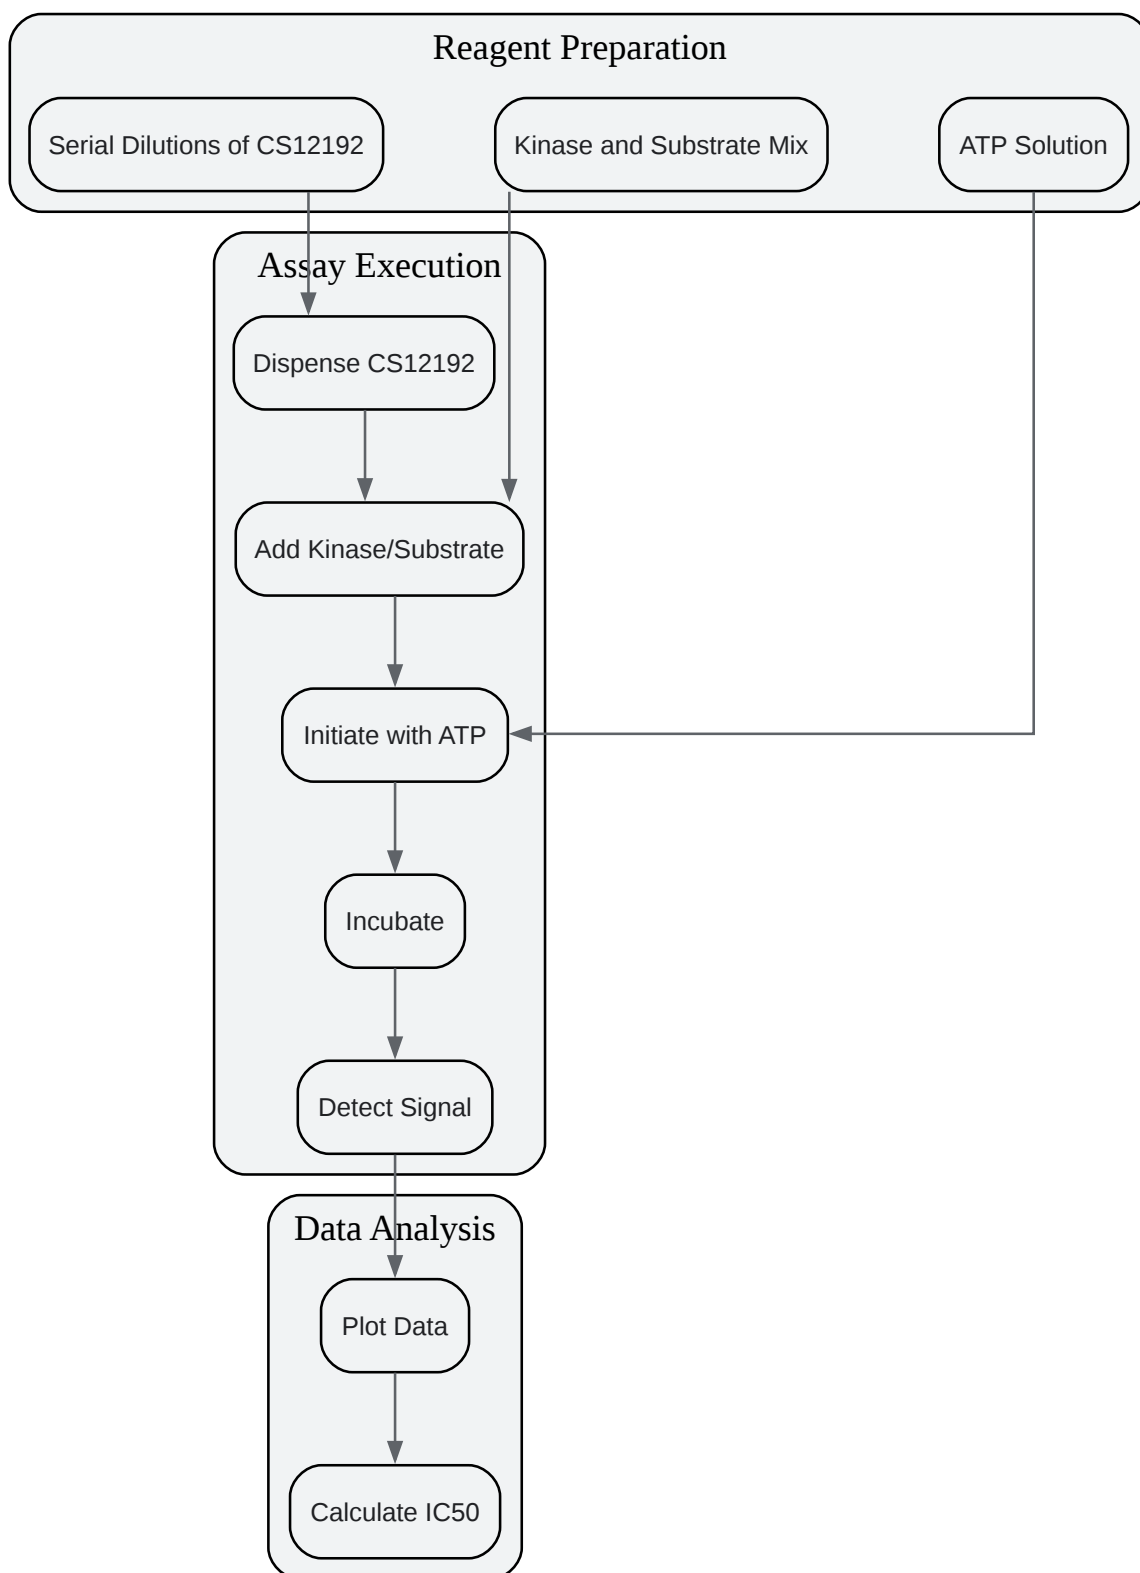 Reagent Preparation
Serial Dilutions of CS12192
Kinase and Substrate Mix
ATP Solution
Assay Execution
Dispense CS12192
Add Kinase/Substrate
Initiate with ATP
Incubate
Detect Signal
Data Analysis
Plot Data
Calculate IC50